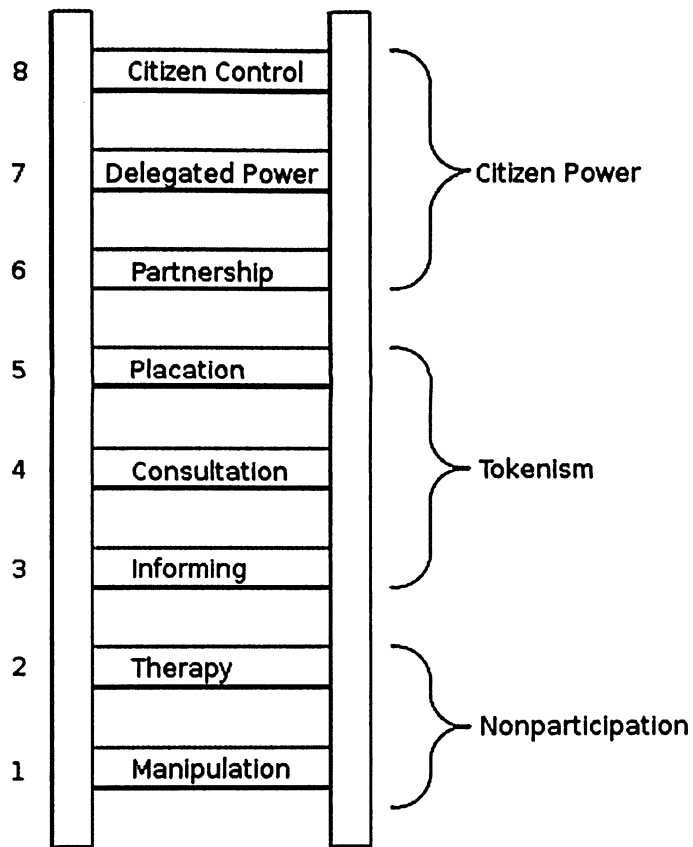 8 Citizen Control
7 Delegated Power Citizen Power
6 Partnership
5 Placation
4 Consultation Tokenism
3 Informing
2 Therapy
Nonparticipation
1 Manipulation